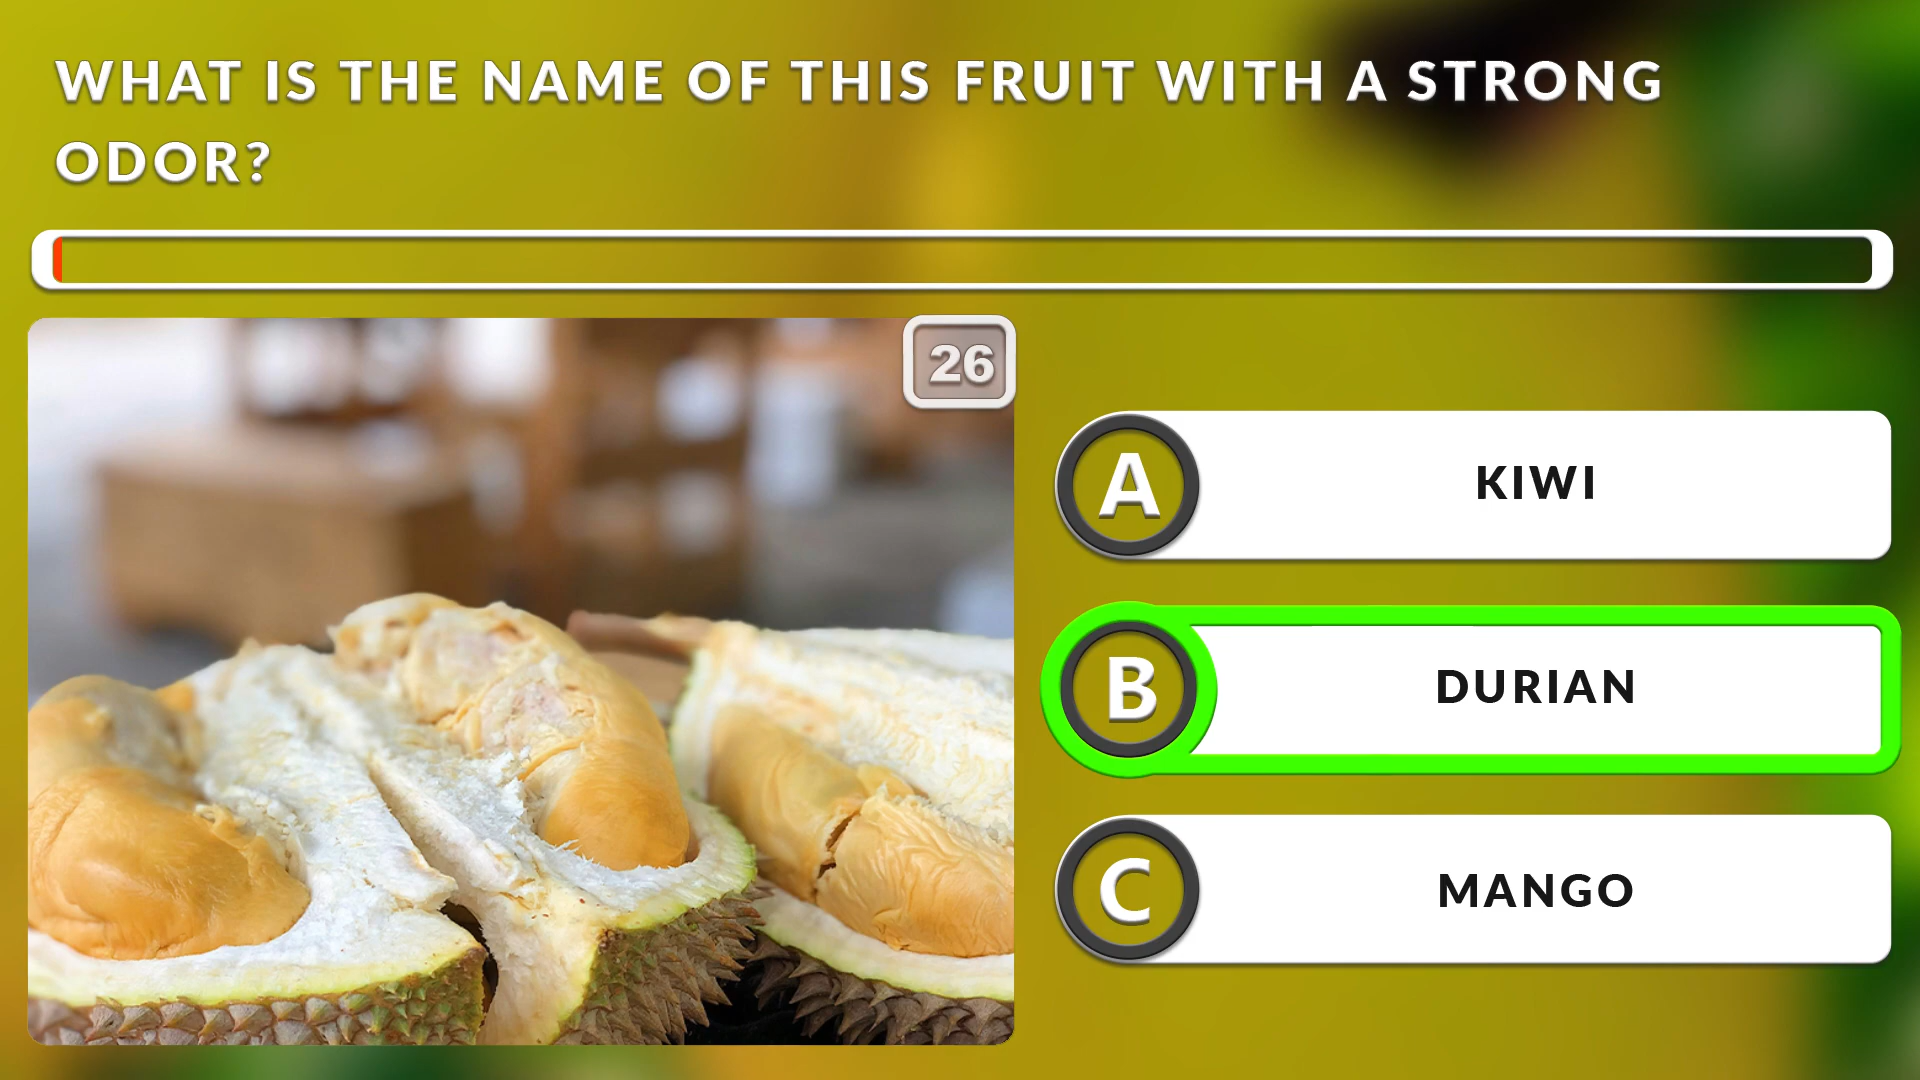 WHAT IS THE NAME OF THIS FRUIT WITH A STRONG
ODOR?
26
A
KIWI
B
DURIAN
C
MANGO